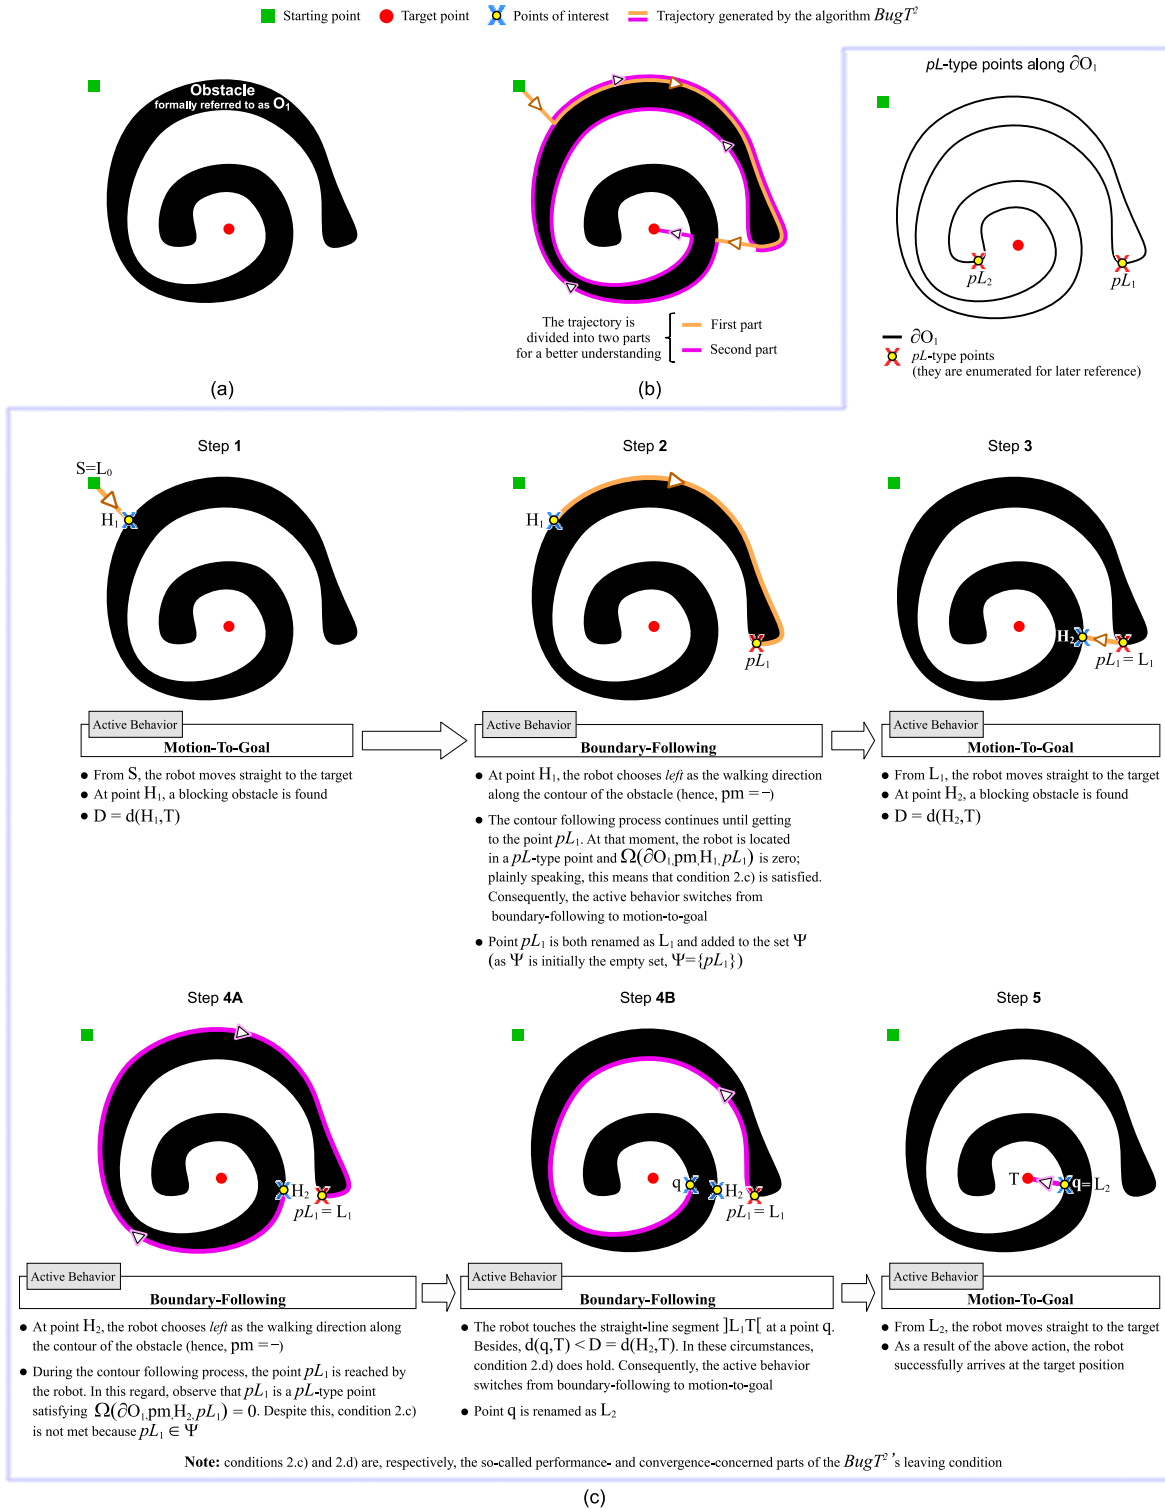 Starting point
Target point
Points of interest
Trajectory generated by the algorithm BugT²
Obstacle
formally referred to as O₁
The trajectory is
divided into two parts
for a better understanding
First part
Second part
(a)
(b)
pL-type points along ∂O₁
pL₂
pL₁
∂O₁
pL-type points
(they are enumerated for later reference)
Step 1
S=L₀
H₁
Active Behavior
Motion-To-Goal
● From S, the robot moves straight to the target
● At point H₁, a blocking obstacle is found
● D = d(H₁,T)
Step 2
H₁
pL₁
Active Behavior
Boundary-Following
● At point H₁, the robot chooses left as the walking direction
along the contour of the obstacle (hence, pm = −)
● The contour following process continues until getting
to the point pL₁. At that moment, the robot is located
in a pL-type point and Ω(∂O₁,pm,H₁,pL₁) is zero;
plainly speaking, this means that condition 2.c) is satisfied.
Consequently, the active behavior switches from
boundary-following to motion-to-goal
● Point pL₁ is both renamed as L₁ and added to the set Ψ
(as Ψ is initially the empty set, Ψ={pL₁})
Step 3
H₂
pL₁ = L₁
Active Behavior
Motion-To-Goal
● From L₁, the robot moves straight to the target
● At point H₂, a blocking obstacle is found
● D = d(H₂,T)
Step 4A
H₂
pL₁ = L₁
Active Behavior
Boundary-Following
● At point H₂, the robot chooses left as the walking direction along
the contour of the obstacle (hence, pm = −)
● During the contour following process, the point pL₁ is reached by
the robot. In this regard, observe that pL₁ is a pL-type point
satisfying Ω(∂O₁,pm,H₂,pL₁) = 0. Despite this, condition 2.c)
is not met because pL₁ ∈ Ψ
Step 4B
q
H₂
pL₁ = L₁
Active Behavior
Boundary-Following
● The robot touches the straight-line segment ]L₁T[ at a point q.
Besides, d(q,T) < D = d(H₂,T). In these circumstances,
condition 2.d) does hold. Consequently, the active behavior
switches from boundary-following to motion-to-goal
● Point q is renamed as L₂
Step 5
T
q= L₂
Active Behavior
Motion-To-Goal
● From L₂, the robot moves straight to the target
● As a result of the above action, the robot
successfully arrives at the target position
Note: conditions 2.c) and 2.d) are, respectively, the so-called performance- and convergence-concerned parts of the BugT²'s leaving condition
(c)